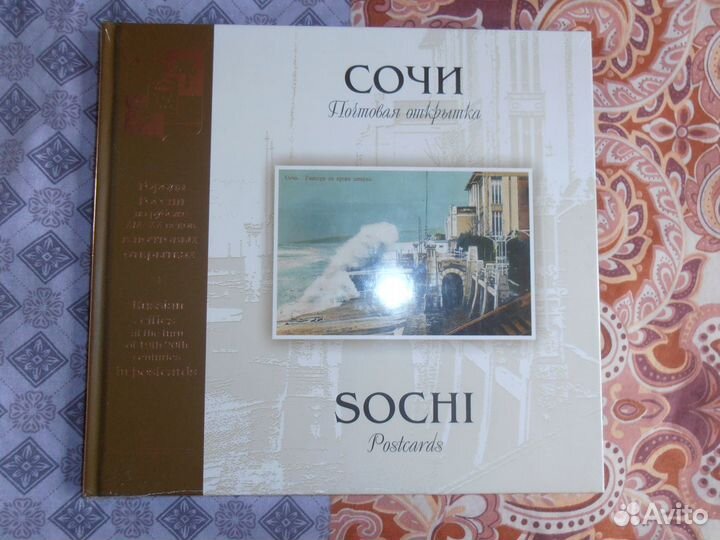 СОЧИ
Почтовая открытка
Города
России
на рубеже
XIX-XX веков
в почтовых
открытках
Russian
cities
at the turn
of 19th-20th
centuries
in postcards
Сочи.
SOCHI
Postcards
Avito